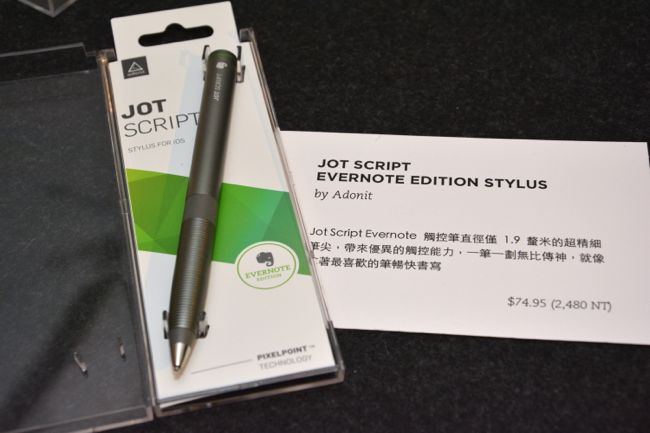 JOT
SCRIPT
STYLUS FOR iOS
JOT SCRIPT
EVERNOTE
EDITION
PIXELPOINT™
TECHNOLOGY
JOT SCRIPT
EVERNOTE EDITION STYLUS
by Adonit
Jot Script Evernote 觸控筆直徑僅 1.9 釐米的超精細
筆尖，帶來優異的觸控能力，一筆一劃無比傳神，就像
著最喜歡的筆暢快書寫
$74.95 (2,480 NT)